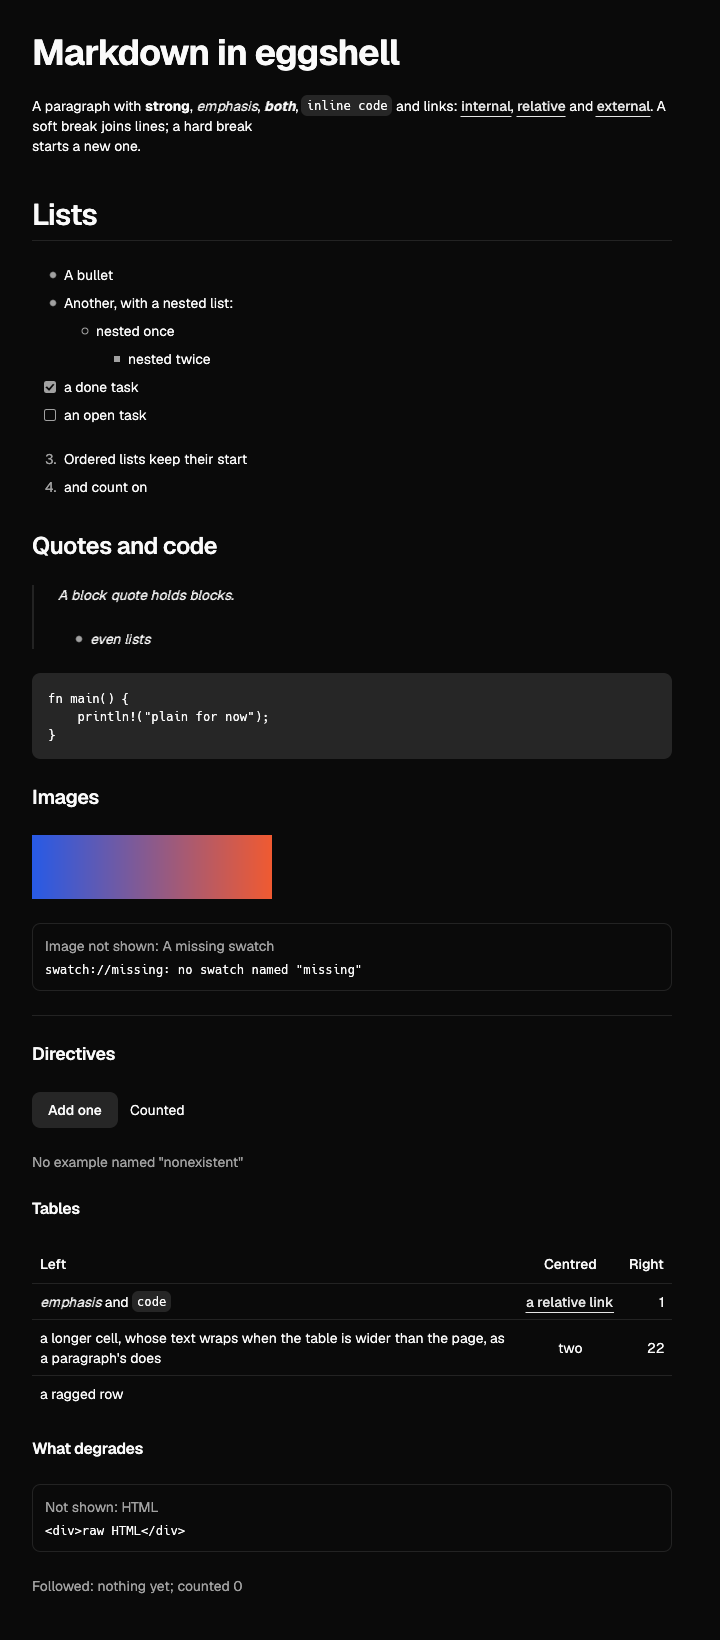 Markdown in eggshell
A paragraph with strong, emphasis, both, inline code and links: internal, relative and external. A
soft break joins lines; a hard break
starts a new one.
Lists
A bullet
Another, with a nested list:
nested once
nested twice
a done task
an open task
3. Ordered lists keep their start
4. and count on
Quotes and code
A block quote holds blocks.
even lists
fn main() {
    println!("plain for now");
}
Images
Image not shown: A missing swatch
swatch://missing: no swatch named "missing"
Directives
Add one Counted
No example named "nonexistent"
Tables
Left Centred Right
emphasis and code a relative link 1
a longer cell, whose text wraps when the table is wider than the page, as
a paragraph's does two 22
a ragged row
What degrades
Not shown: HTML
<div>raw HTML</div>
Followed: nothing yet; counted 0